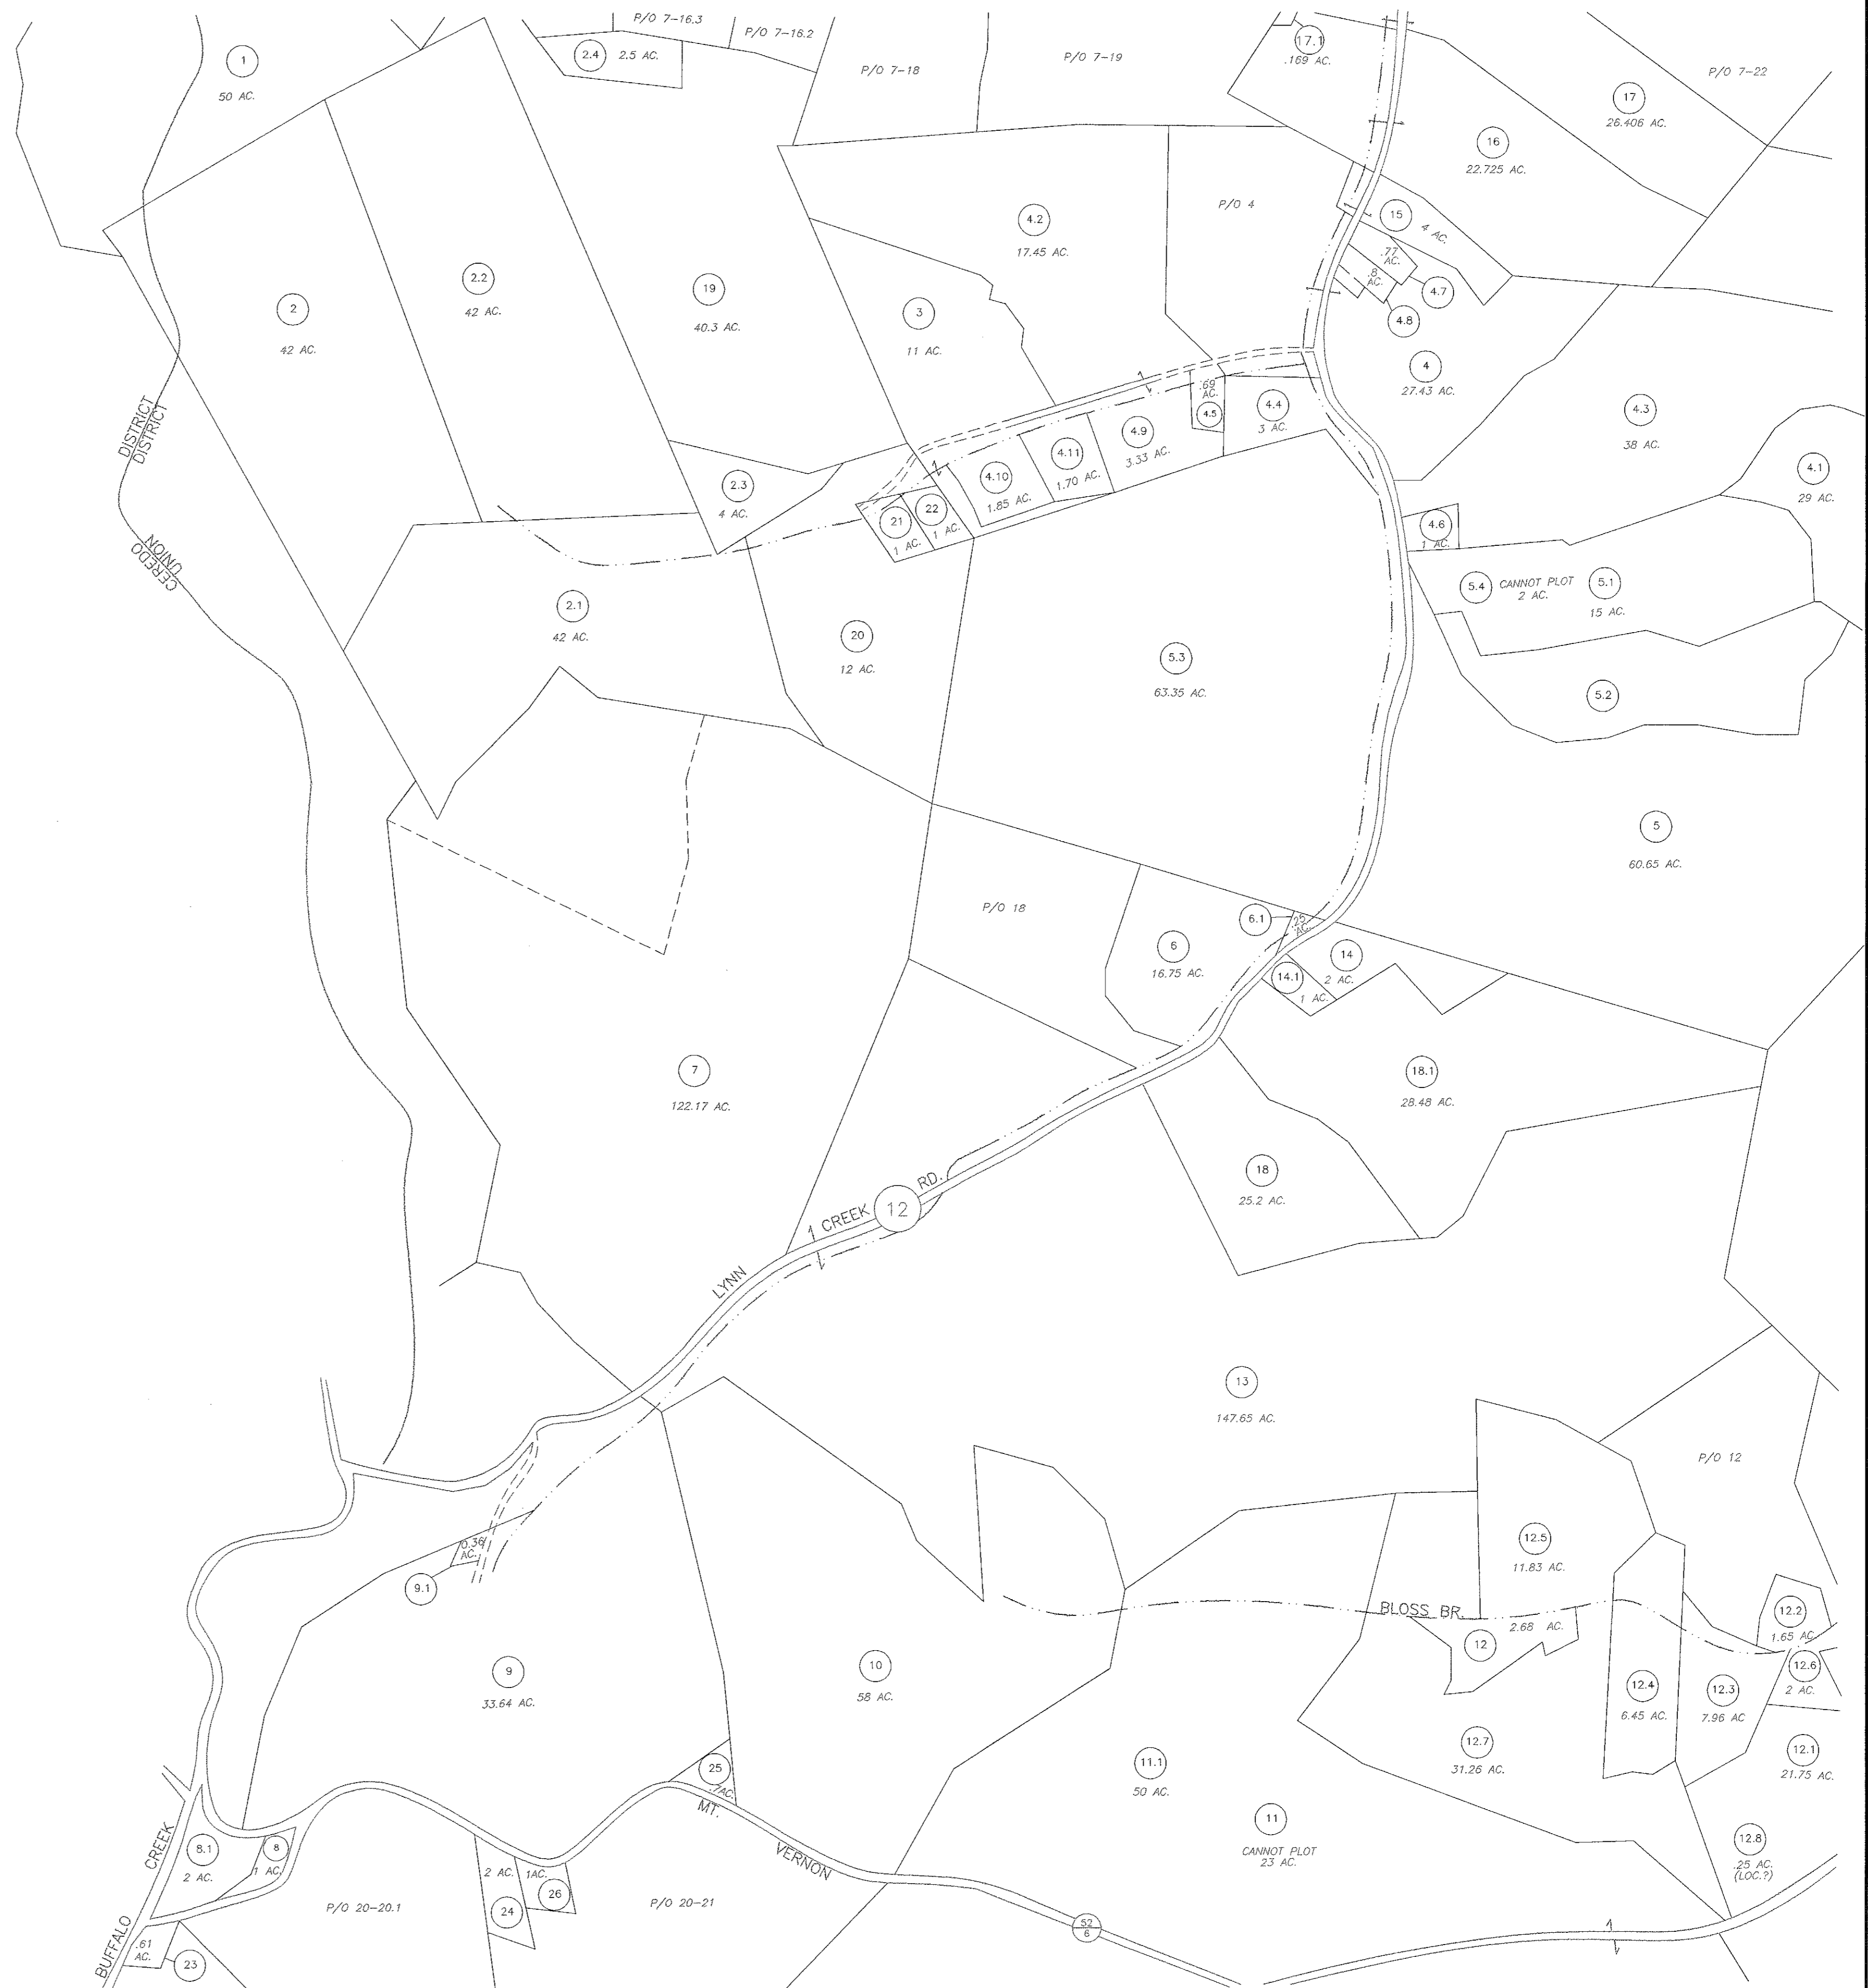 P/O 7-16.3
P/O 7-16.2
2.4
2.5 AC.
1
50 AC.
P/O 7-18
P/O 7-19
17.1
.169 AC.
P/O 7-22
17
26.406 AC.
16
22.725 AC.
4.2
17.45 AC.
P/O 4
15
4 AC.
.77
AC.
.8
AC.
4.7
4.8
2
42 AC.
2.2
42 AC.
19
40.3 AC.
3
11 AC.
4
27.43 AC.
4.3
38 AC.
4.1
29 AC.
.69
AC.
4.5
4.4
3 AC.
4.9
3.33 AC.
4.11
1.70 AC.
4.10
1.85 AC.
DISTRICT
DISTRICT
2.3
4 AC.
21
1 AC.
22
1 AC.
4.6
1 AC.
UNION
CEREDO
5.4
CANNOT PLOT
2 AC.
5.1
15 AC.
2.1
42 AC.
20
12 AC.
5.3
63.35 AC.
5.2
5
60.65 AC.
P/O 18
6.1
.25
AC.
6
16.75 AC.
14
2 AC.
14.1
1 AC.
7
122.17 AC.
18.1
28.48 AC.
18
25.2 AC.
LYNN
CREEK
12
RD.
13
147.65 AC.
P/O 12
12.5
11.83 AC.
0.36
AC.
9.1
BLOSS BR.
2.68 AC.
12
12.2
1.65 AC.
12.6
2 AC.
9
33.64 AC.
10
58 AC.
12.4
6.45 AC.
12.3
7.96 AC
12.7
31.26 AC.
12.1
21.75 AC.
25
.7AC.
11.1
50 AC.
MT.
VERNON
11
CANNOT PLOT
23 AC.
12.8
.25 AC.
(LOC.?)
BUFFALO
CREEK
8.1
2 AC.
8
1 AC.
2 AC.
24
1AC.
26
P/O 20-20.1
P/O 20-21
52
6
.61
AC.
23